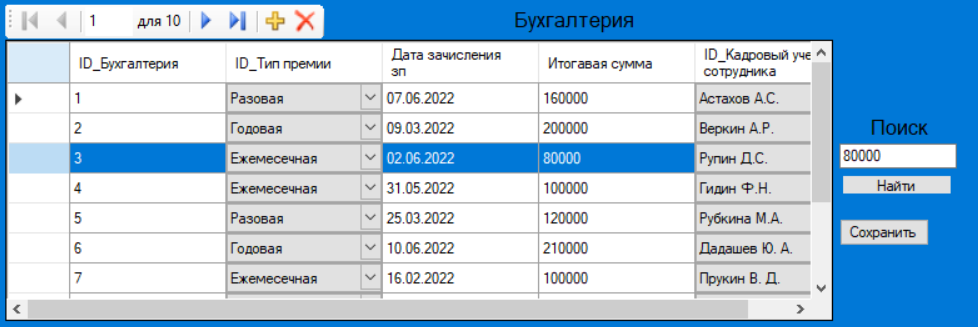 1 для 10 Бухгалтерия
ID_Бухгалтерия ID_Тип премии Дата зачисления зп Итогавая сумма ID_Кадровый уче сотрудника
1 Разовая 07.06.2022 160000 Астахов А.С.
2 Годовая 09.03.2022 200000 Веркин А.Р.
3 Ежемесечная 02.06.2022 80000 Рупин Д.С.
4 Ежемесечная 31.05.2022 100000 Гидин Ф.Н.
5 Разовая 25.03.2022 120000 Рубкина М.А.
6 Годовая 10.06.2022 210000 Дадашев Ю. А.
7 Ежемесечная 16.02.2022 100000 Прукин В. Д.
Поиск
80000
Найти
Сохранить